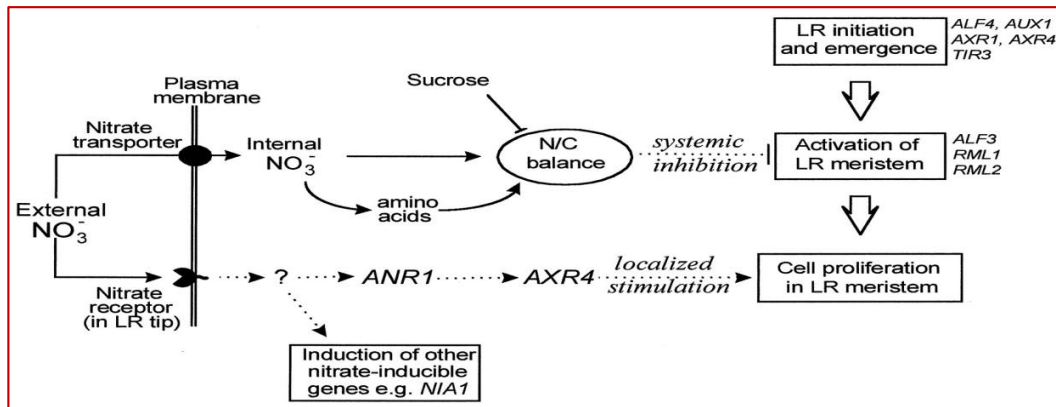 LR initiation
and emergence
ALF4, AUX1
AXR1, AXR4
TIR3
Plasma
membrane
Sucrose
Nitrate
transporter
Internal
NO₃⁻
N/C
balance
systemic
inhibition
Activation of
LR meristem
ALF3
RML1
RML2
amino
acids
External
NO₃⁻
?
ANR1
AXR4
localized
stimulation
Cell proliferation
in LR meristem
Nitrate
receptor
(in LR tip)
Induction of other
nitrate-inducible
genes e.g. NIA1